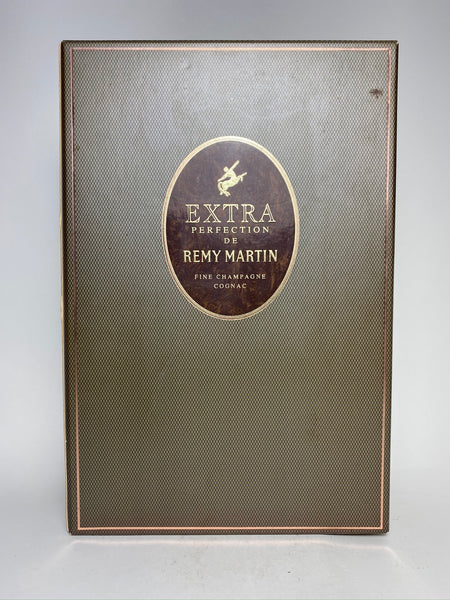 EXTRA
PERFECTION
DE
REMY MARTIN
FINE CHAMPAGNE
COGNAC